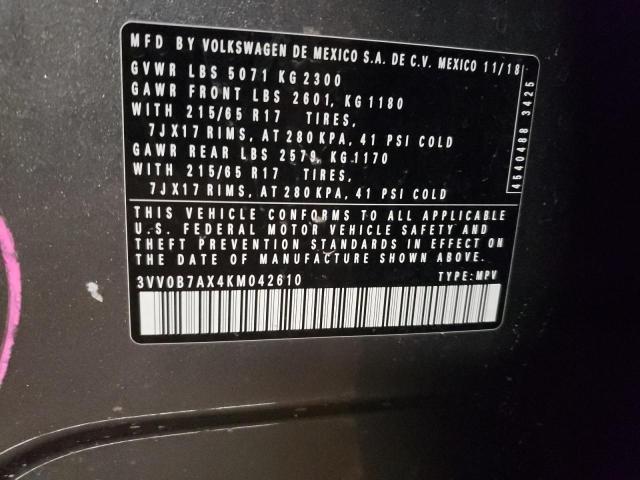 MFD BY VOLKSWAGEN DE MEXICO S.A. DE C.V. MEXICO 11/18
GVWR LBS 5071 KG 2300
GAWR FRONT LBS 2601, KG 1180
WITH 215/65 R17 TIRES,
7JX17 RIMS, AT 280 KPA, 41 PSI COLD
GAWR REAR LBS 2579, KG 1170
WITH 215/65 R17 TIRES,
7JX17 RIMS, AT 280 KPA, 41 PSI COLD
4540488 3425
THIS VEHICLE CONFORMS TO ALL APPLICABLE
U.S. FEDERAL MOTOR VEHICLE SAFETY AND
THEFT PREVENTION STANDARDS IN EFFECT ON
THE DATE OF MANUFACTURE SHOWN ABOVE.
3VV0B7AX4KM042610 TYPE: MPV